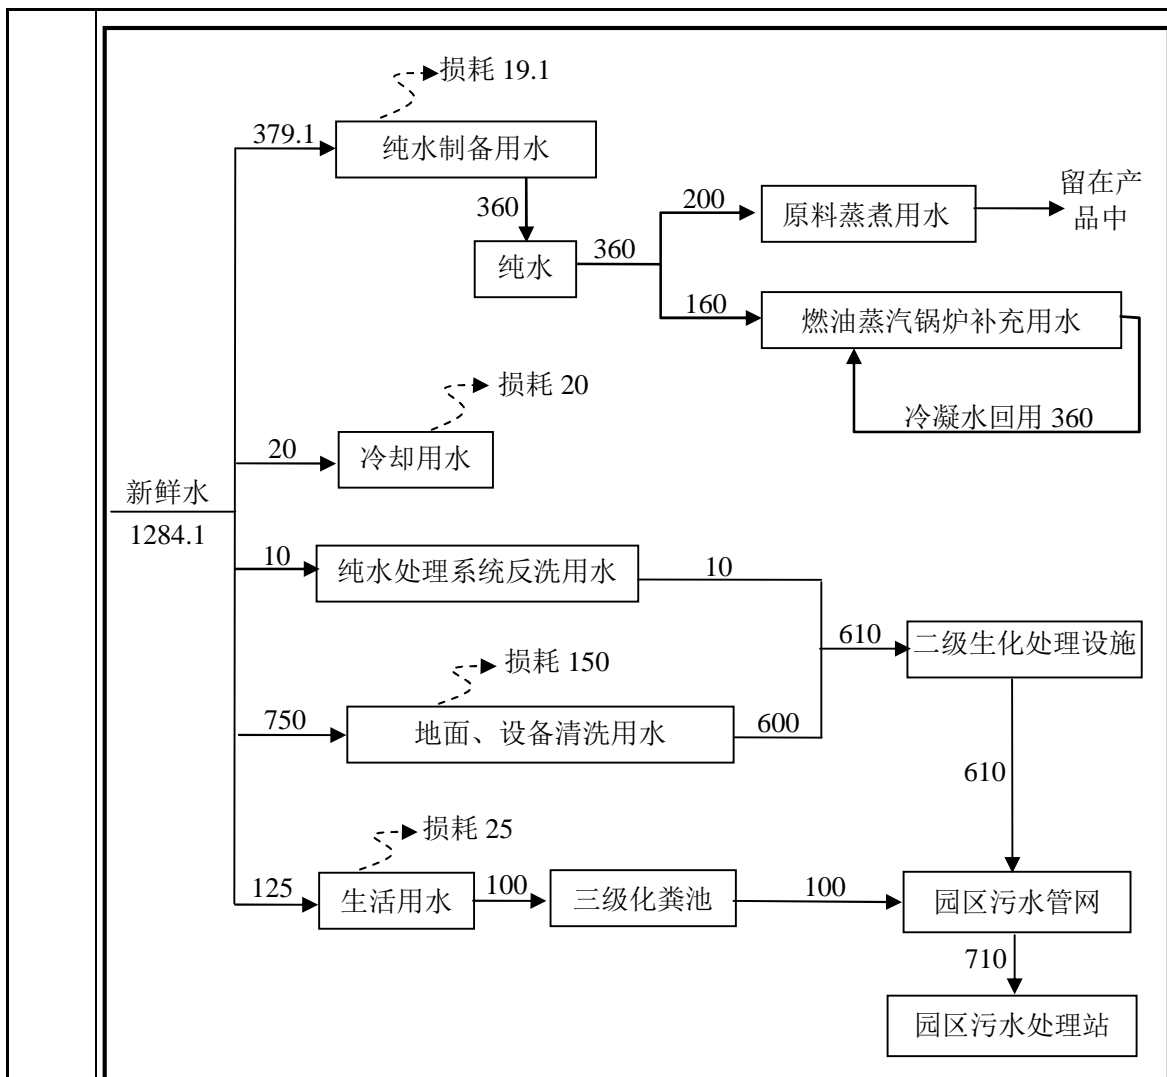 损耗 19.1
379.1
纯水制备用水
360
纯水
360
200
原料蒸煮用水
留在产
品中
160
燃油蒸汽锅炉补充用水
冷凝水回用 360
损耗 20
20
冷却用水
新鲜水
1284.1
10
纯水处理系统反洗用水
10
610
二级生化处理设施
损耗 150
750
地面、设备清洗用水
600
610
损耗 25
125
生活用水
100
三级化粪池
100
园区污水管网
710
园区污水处理站